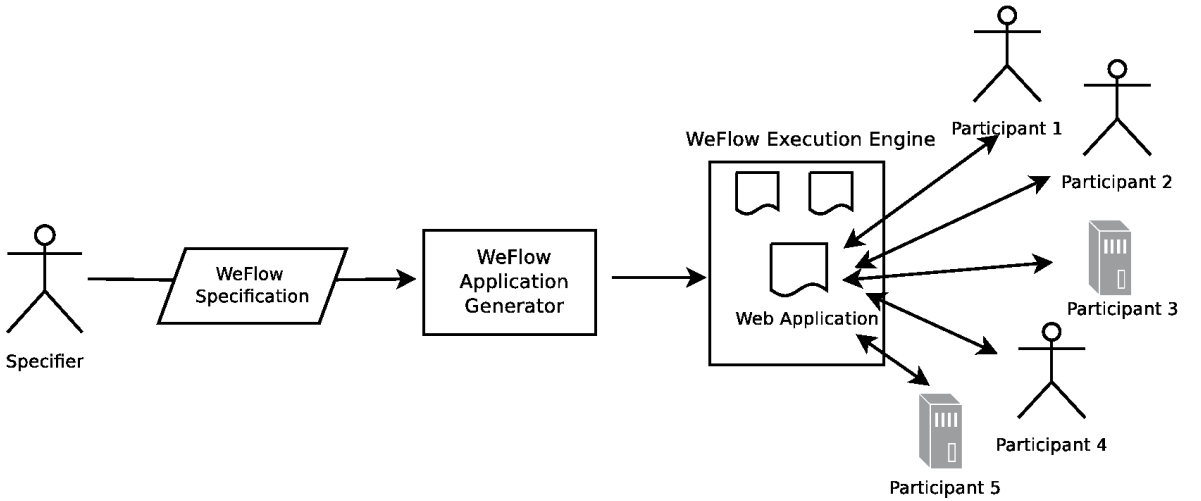 Participant 1
WeFlow Execution Engine
Participant 2
WeFlow
Specification
WeFlow
Application
Generator
Participant 3
Web Application
Specifier
Participant 4
Participant 5